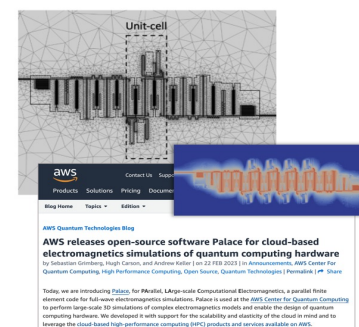 Unit-cell
aws
Contact Us
Products Solutions Pricing
Blog Home Topics Edition
AWS Quantum Technologies Blog
AWS releases open-source software Palace for cloud-based
electromagnetics simulations of quantum computing hardware
by Sebastian Grimberg, Hugh Carson, and Andrew Keller | on 22 FEB 2023 | in Announcements, AWS Center For
Quantum Computing, High Performance Computing, Open Source, Quantum Technologies | Permalink | Share
Today, we are introducing Palace, for PArallel, LArge-scale Computational Electromagnetics, a parallel finite
element code for full-wave electromagnetics simulations. Palace is used at the AWS Center for Quantum Computing
to perform large-scale 3D simulations of complex electromagnetics models and enable the design of quantum
computing hardware. We developed it with support for the scalability and elasticity of the cloud in mind and to
leverage the cloud-based high-performance computing (HPC) products and services available on AWS.